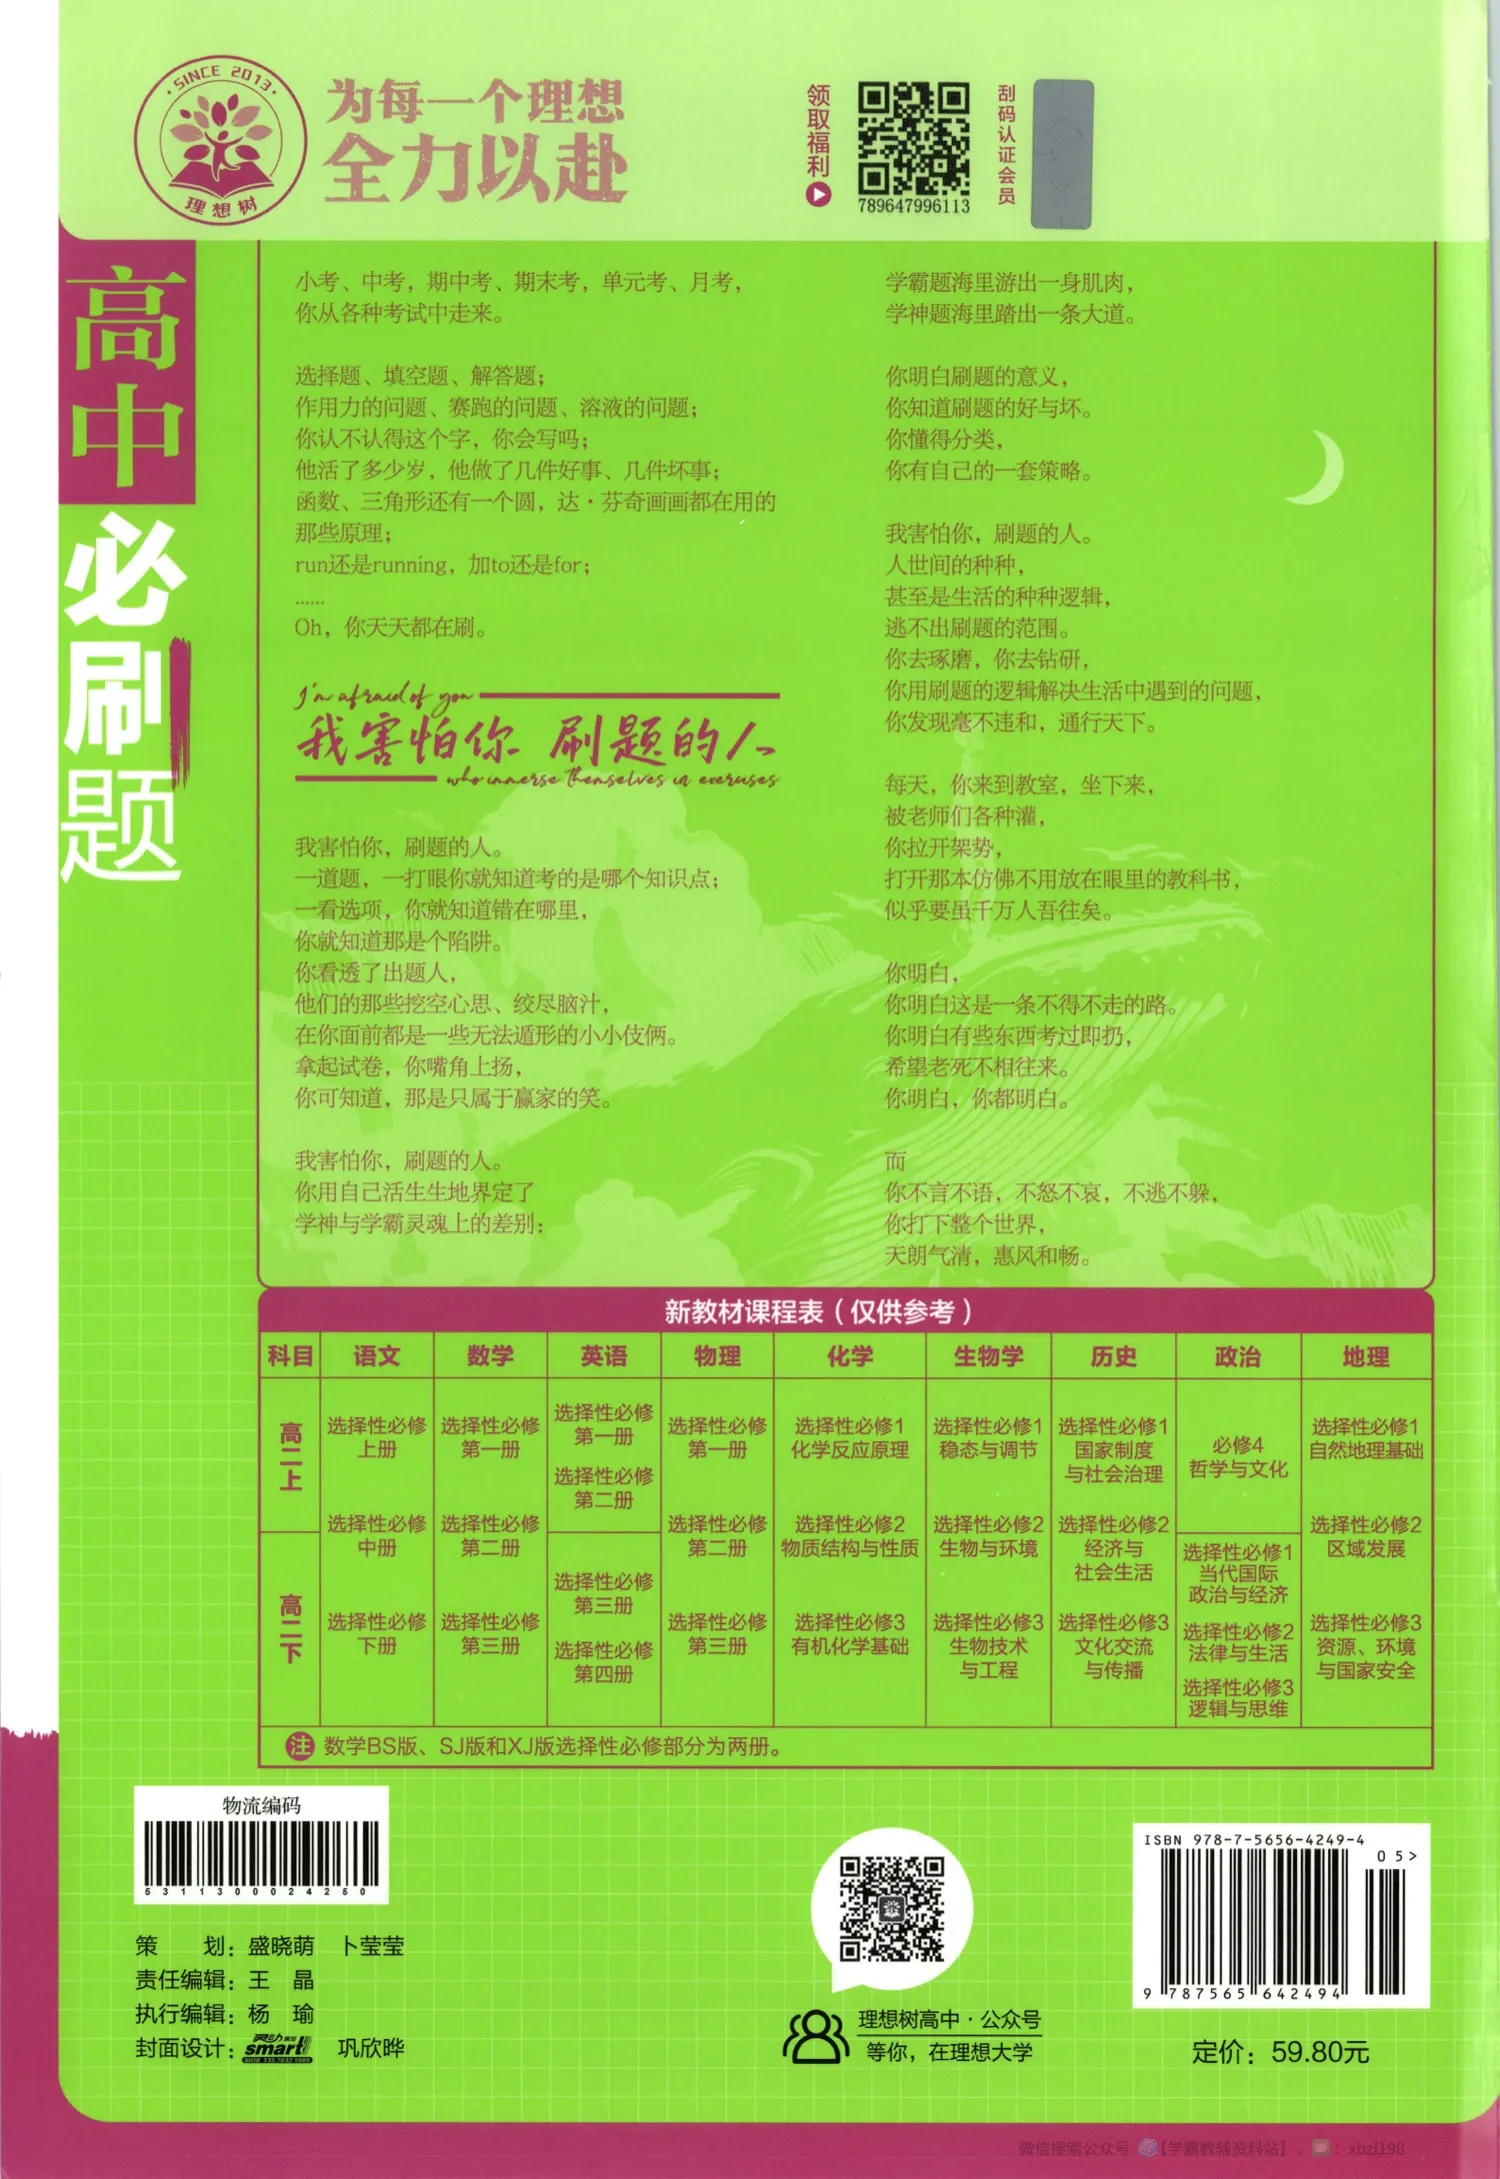 SINCE 2013
理想树
为每一个理想
全力以赴
领取福利
789647996113
刮码认证会员
高中
必刷题
小考、中考，期中考、期末考，单元考、月考，
你从各种考试中走来。
选择题、填空题、解答题；
作用力的问题、赛跑的问题、溶液的问题；
你认不认得这个字，你会写吗；
他活了多少岁，他做了几件好事、几件坏事；
函数、三角形还有一个圆，达·芬奇画画都在用的
那些原理；
run还是running，加to还是for；
......
Oh，你天天都在刷。
I'm afraid of you
我害怕你 刷题的人
who immerse themselves in exercises
我害怕你，刷题的人。
一道题，一打眼你就知道考的是哪个知识点；
一看选项，你就知道错在哪里，
你就知道那是个陷阱。
你看透了出题人，
他们的那些挖空心思、绞尽脑汁，
在你面前都是一些无法遁形的小小伎俩。
拿起试卷，你嘴角上扬，
你可知道，那是只属于赢家的笑。
我害怕你，刷题的人。
你用自己活生生地界定了
学神与学霸灵魂上的差别：
学霸题海里游出一身肌肉，
学神题海里踏出一条大道。
你明白刷题的意义，
你知道刷题的好与坏。
你懂得分类，
你有自己的一套策略。
我害怕你，刷题的人。
人世间的种种，
甚至是生活的种种逻辑，
逃不出刷题的范围。
你去琢磨，你去钻研，
你用刷题的逻辑解决生活中遇到的问题，
你发现毫不违和，通行天下。
每天，你来到教室，坐下来，
被老师们各种灌，
你拉开架势，
打开那本仿佛不用放在眼里的教科书，
似乎要虽千万人吾往矣。
你明白，
你明白这是一条不得不走的路。
你明白有些东西考过即扔，
希望老死不相往来。
你明白，你都明白。
而
你不言不语，不怒不哀，不逃不躲，
你打下整个世界，
天朗气清，惠风和畅。
新教材课程表（仅供参考）
科目 语文 数学 英语 物理 化学 生物学 历史 政治 地理
高二上
高二下
选择性必修
上册
选择性必修
中册
选择性必修
下册
选择性必修
第一册
选择性必修
第二册
选择性必修
第三册
选择性必修
第一册
选择性必修
第二册
选择性必修
第三册
选择性必修
第四册
选择性必修
第一册
选择性必修
第二册
选择性必修
第三册
选择性必修1
化学反应原理
选择性必修2
物质结构与性质
选择性必修3
有机化学基础
选择性必修1
稳态与调节
选择性必修2
生物与环境
选择性必修3
生物技术
与工程
选择性必修1
国家制度
与社会治理
选择性必修2
经济与
社会生活
选择性必修3
文化交流
与传播
必修4
哲学与文化
选择性必修1
当代国际
政治与经济
选择性必修2
法律与生活
选择性必修3
逻辑与思维
选择性必修1
自然地理基础
选择性必修2
区域发展
选择性必修3
资源、环境
与国家安全
注 数学BS版、SJ版和XJ版选择性必修部分为两册。
物流编码
5311300024250
策 划：盛晓萌 卜莹莹
责任编辑：王 晶
执行编辑：杨 瑜
封面设计：灵动 smart 巩欣晔
理想树高中·公众号
等你，在理想大学
ISBN 978-7-5656-4249-4
05>
9 787565 642494
定价：59.80元
微信搜索公众号 【学霸教辅资料站】 ：xbzl198